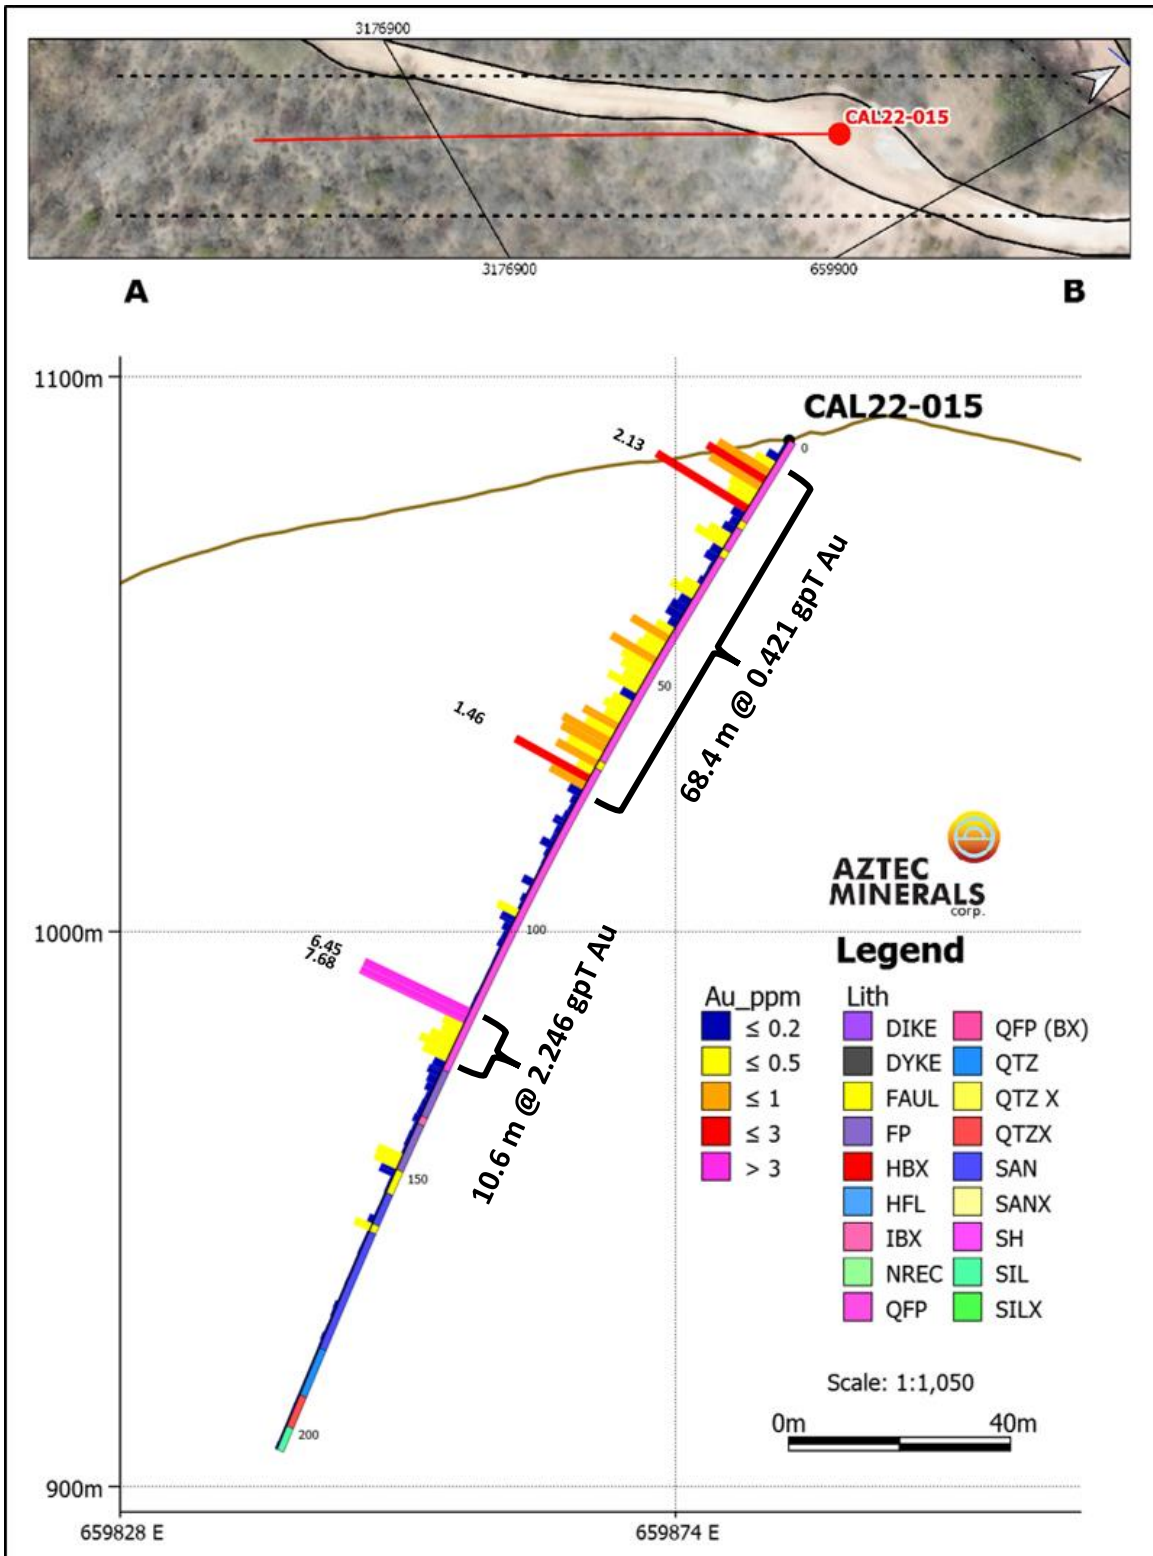 3176900
CAL22-015
3176900
659900
A
B
1100m
CAL22-015
0
2.13
68.4 m @ 0.421 gpT Au
50
1.46
AZTEC
MINERALS
corp.
1000m
100
6.45
7.68
10.6 m @ 2.246 gpT Au
Legend
Au_ppm
≤ 0.2
≤ 0.5
≤ 1
≤ 3
> 3
Lith
DIKE
DYKE
FAUL
FP
HBX
HFL
IBX
NREC
QFP
QFP (BX)
QTZ
QTZ X
QTZX
SAN
SANX
SH
SIL
SILX
150
Scale: 1:1,050
0m
40m
200
900m
659828 E
659874 E